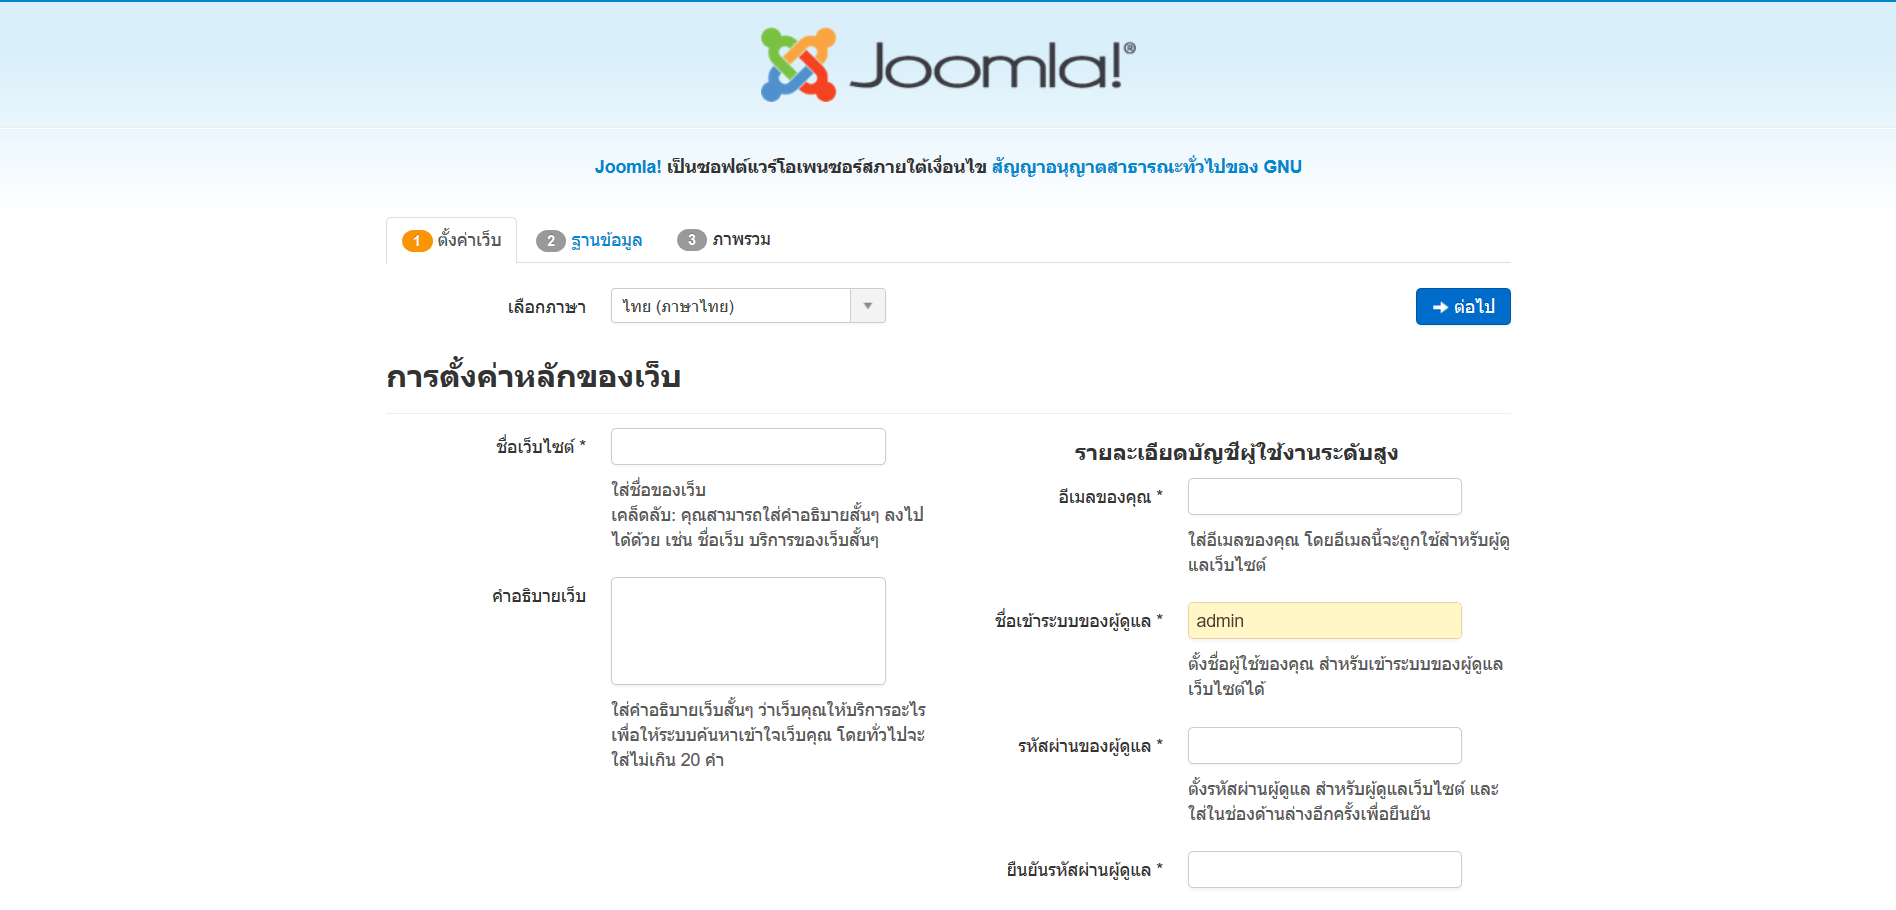 Joomla!®
Joomla! เป็นซอฟต์แวร์โอเพนซอร์สภายใต้เงื่อนไข สัญญาอนุญาตสาธารณะทั่วไปของ GNU
1 ตั้งค่าเว็บ 2 ฐานข้อมูล 3 ภาพรวม
เลือกภาษา ไทย (ภาษาไทย) ต่อไป
การตั้งค่าหลักของเว็บ
ชื่อเว็บไซต์ *
ใส่ชื่อของเว็บ
เคล็ดลับ: คุณสามารถใส่คำอธิบายสั้นๆ ลงไป
ได้ด้วย เช่น ชื่อเว็บ บริการของเว็บสั้นๆ
คำอธิบายเว็บ
ใส่คำอธิบายเว็บสั้นๆ ว่าเว็บคุณให้บริการอะไร
เพื่อให้ระบบค้นหาเข้าใจเว็บคุณ โดยทั่วไปจะ
ใส่ไม่เกิน 20 คำ
รายละเอียดบัญชีผู้ใช้งานระดับสูง
อีเมลของคุณ *
ใส่อีเมลของคุณ โดยอีเมลนี้จะถูกใช้สำหรับผู้ดู
แลเว็บไซต์
ชื่อเข้าระบบของผู้ดูแล * admin
ตั้งชื่อผู้ใช้ของคุณ สำหรับเข้าระบบของผู้ดูแล
เว็บไซต์ได้
รหัสผ่านของผู้ดูแล *
ตั้งรหัสผ่านผู้ดูแล สำหรับผู้ดูแลเว็บไซต์ และ
ใส่ในช่องด้านล่างอีกครั้งเพื่อยืนยัน
ยืนยันรหัสผ่านผู้ดูแล *